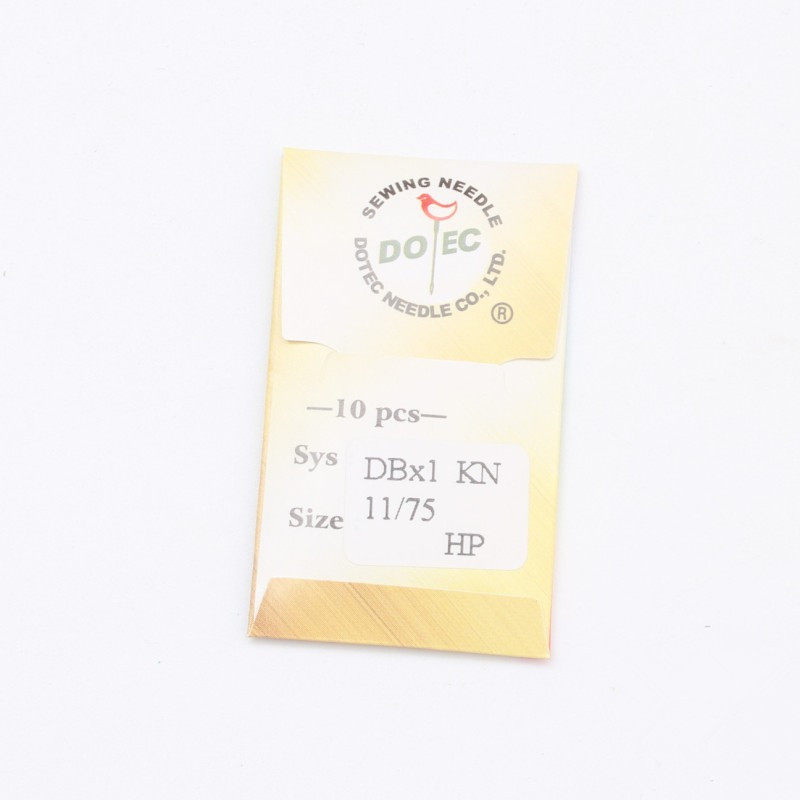 SEWING NEEDLE
DOTEC
DOTEC NEEDLE CO., LTD.
®
—10 pcs—
Sys DBx1 KN
Size 11/75
HP